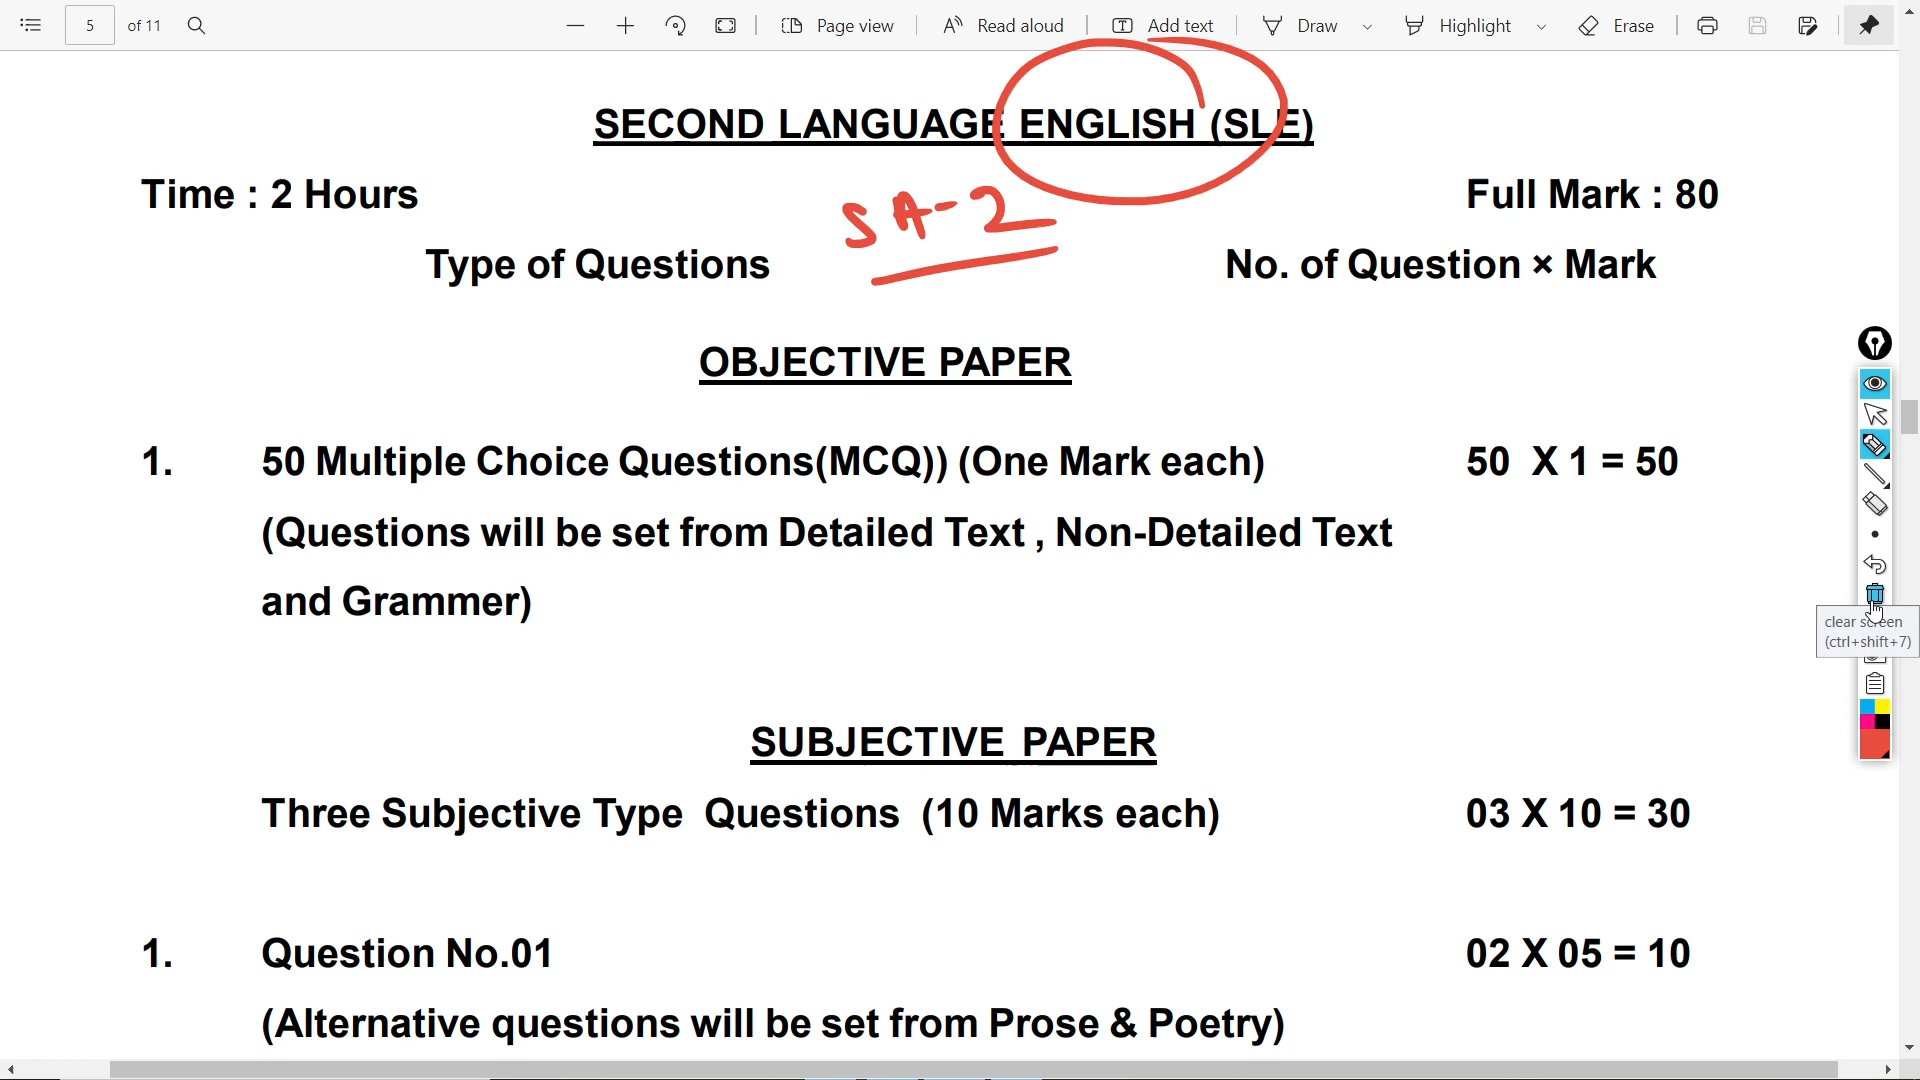 5 of 11 Page view Read aloud Add text Draw Highlight Erase
SECOND LANGUAGE ENGLISH (SLE)
Time : 2 Hours Full Mark : 80
SA-2
Type of Questions No. of Question × Mark
OBJECTIVE PAPER
1. 50 Multiple Choice Questions(MCQ)) (One Mark each) 50 X 1 = 50
(Questions will be set from Detailed Text , Non-Detailed Text
and Grammer)
clear screen
(ctrl+shift+7)
SUBJECTIVE PAPER
Three Subjective Type Questions (10 Marks each) 03 X 10 = 30
1. Question No.01 02 X 05 = 10
(Alternative questions will be set from Prose & Poetry)